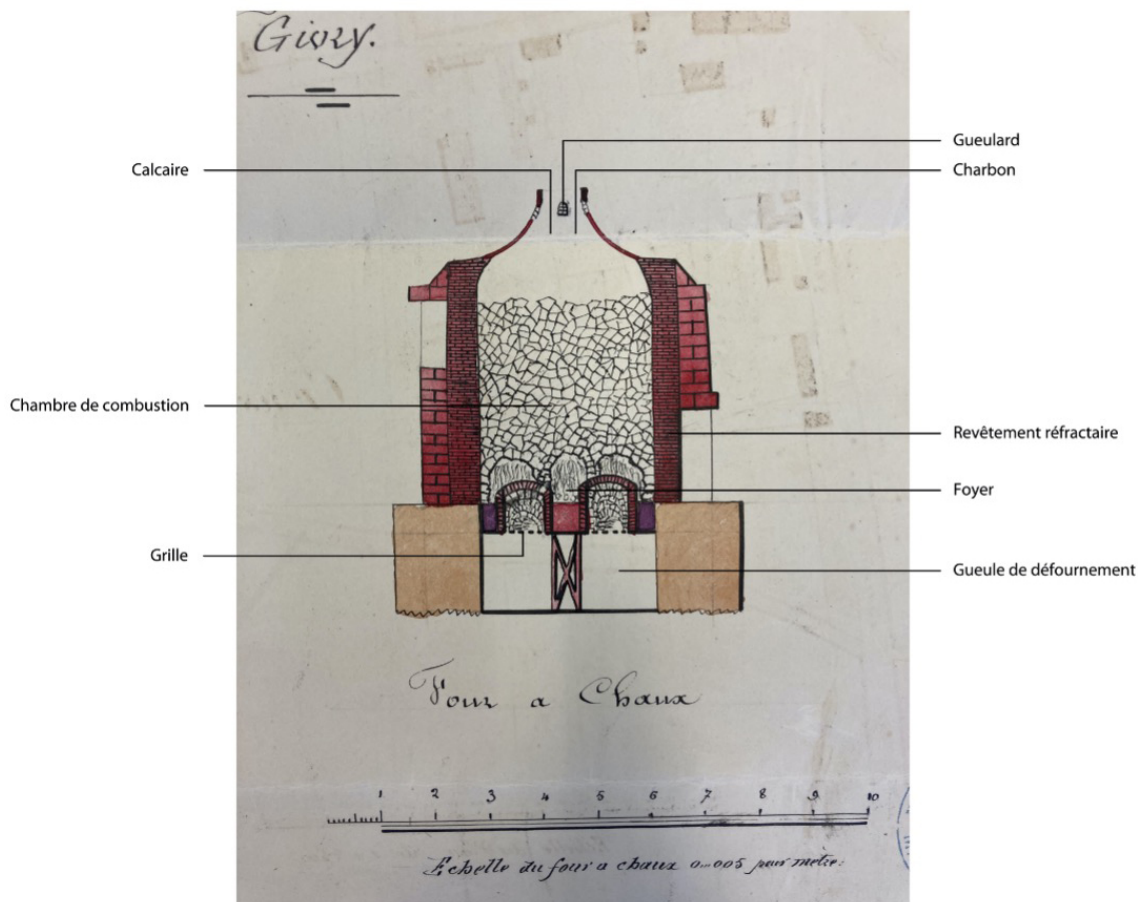 Givry.
Gueulard
Calcaire
Charbon
Chambre de combustion
Revêtement réfractaire
Foyer
Grille
Gueule de défournement
Four a Chaux
1 2 3 4 5 6 7 8 9 10
Echelle du four a chaux 0m005 pour metre.